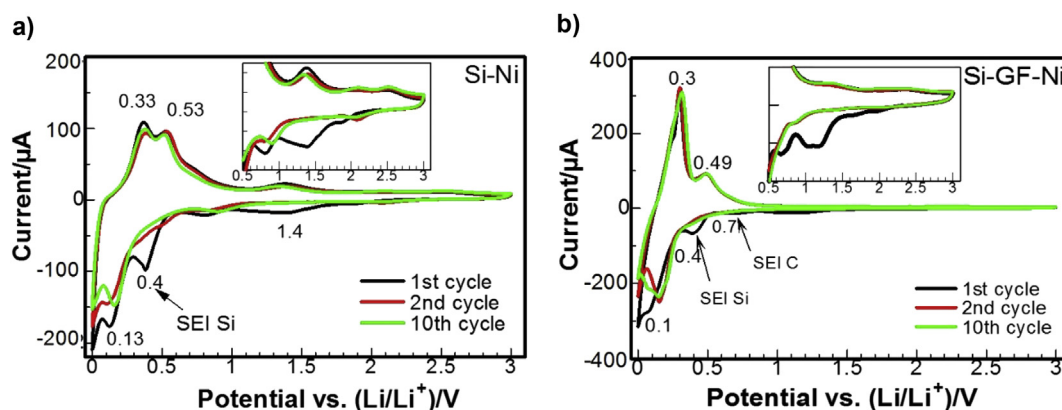 a)
Si-Ni
200
100
0
-100
-200
Current/µA
0.33
0.53
1.4
0.4
SEI Si
0.13
0.5
1
1.5
2
2.5
3
1st cycle
2nd cycle
10th cycle
0
0.5
1
1.5
2
2.5
3
Potential vs. (Li/Li⁺)/V
b)
Si-GF-Ni
400
200
0
-200
-400
Current/µA
0.3
0.49
0.7
0.4
SEI C
SEI Si
0.1
0.5
1
1.5
2
2.5
3
1st cycle
2nd cycle
10th cycle
0
0.5
1
1.5
2
2.5
3
Potential vs. (Li/Li⁺)/V